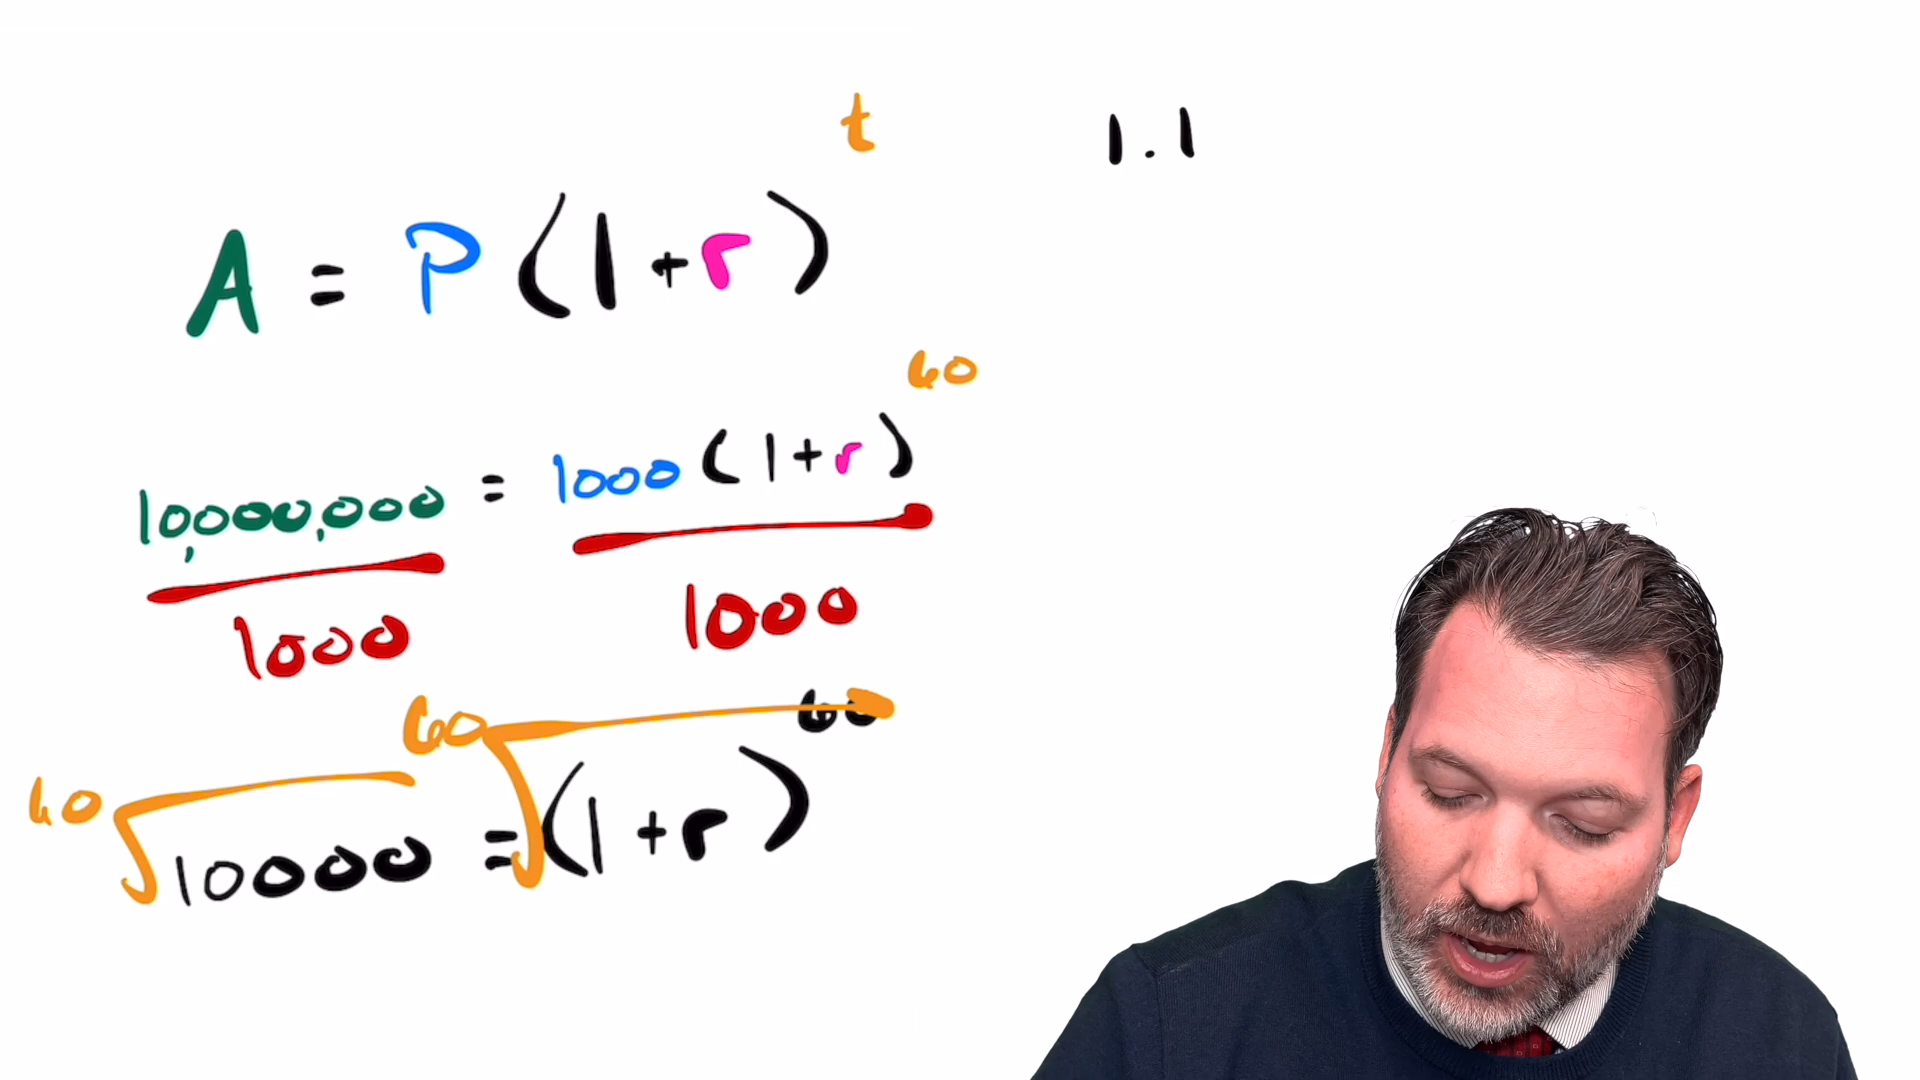 A = P (1+r)^t
1.1
10,000,000 = 1000 (1+r)^60
1000 1000
60√10000 = 60√(1+r)^60